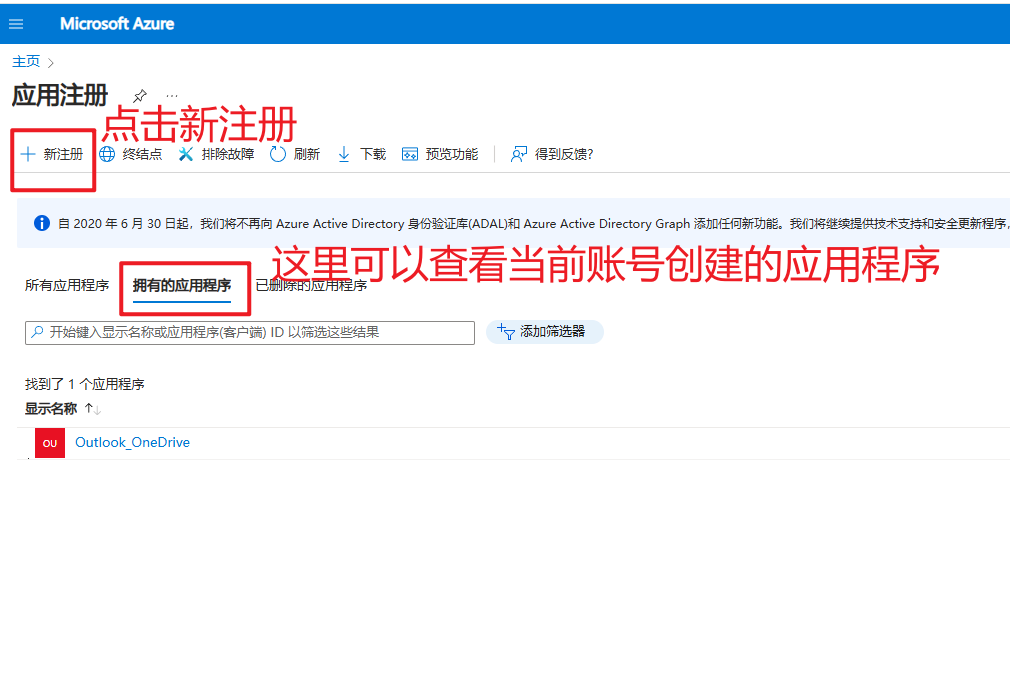 Microsoft Azure
主页
应用注册
点击新注册
新注册 终结点 排除故障 刷新 下载 预览功能 得到反馈?
自 2020 年 6 月 30 日起，我们将不再向 Azure Active Directory 身份验证库(ADAL)和 Azure Active Directory Graph 添加任何新功能。我们将继续提供技术支持和安全更新程序，
这里可以查看当前账号创建的应用程序
所有应用程序 拥有的应用程序 已删除的应用程序
开始键入显示名称或应用程序(客户端) ID 以筛选这些结果 添加筛选器
找到了 1 个应用程序
显示名称
OU Outlook_OneDrive